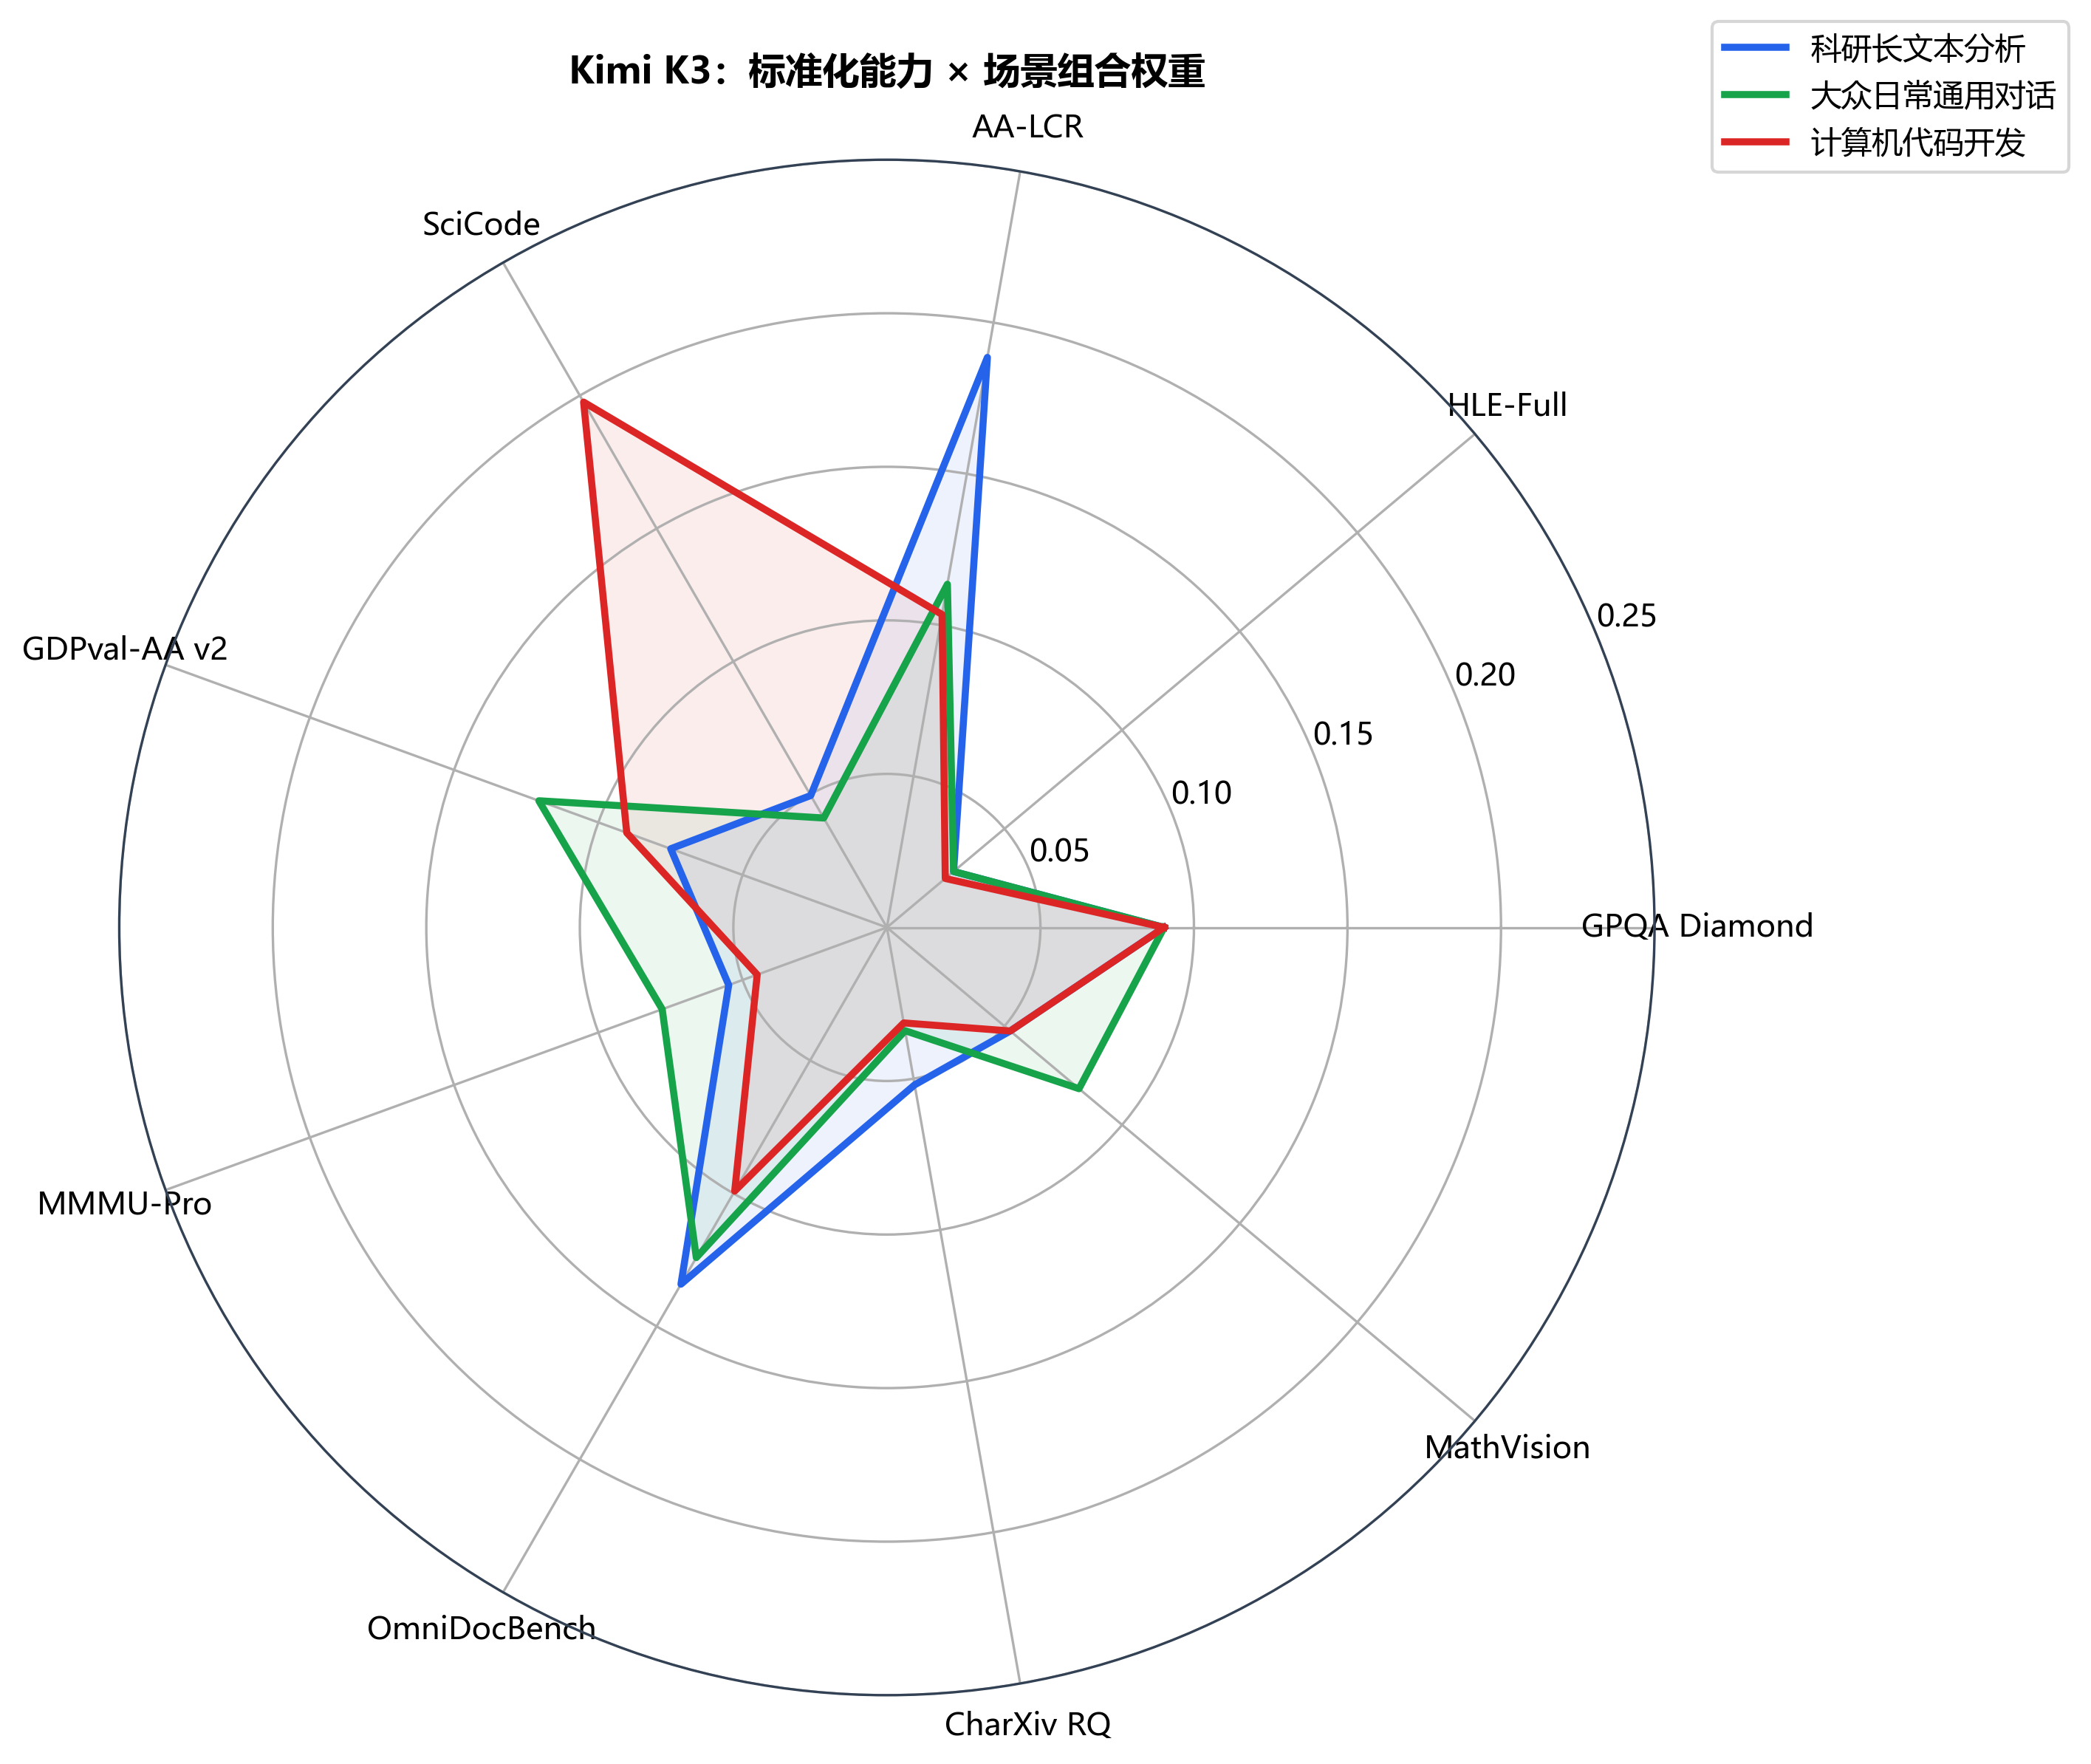 Kimi K3：标准化能力 × 场景组合权重
科研长文本分析
大众日常通用对话
计算机代码开发
AA-LCR
SciCode
HLE-Full
GDPval-AA v2
GPQA Diamond
MMMU-Pro
MathVision
OmniDocBench
CharXiv RQ
0.25
0.20
0.15
0.10
0.05